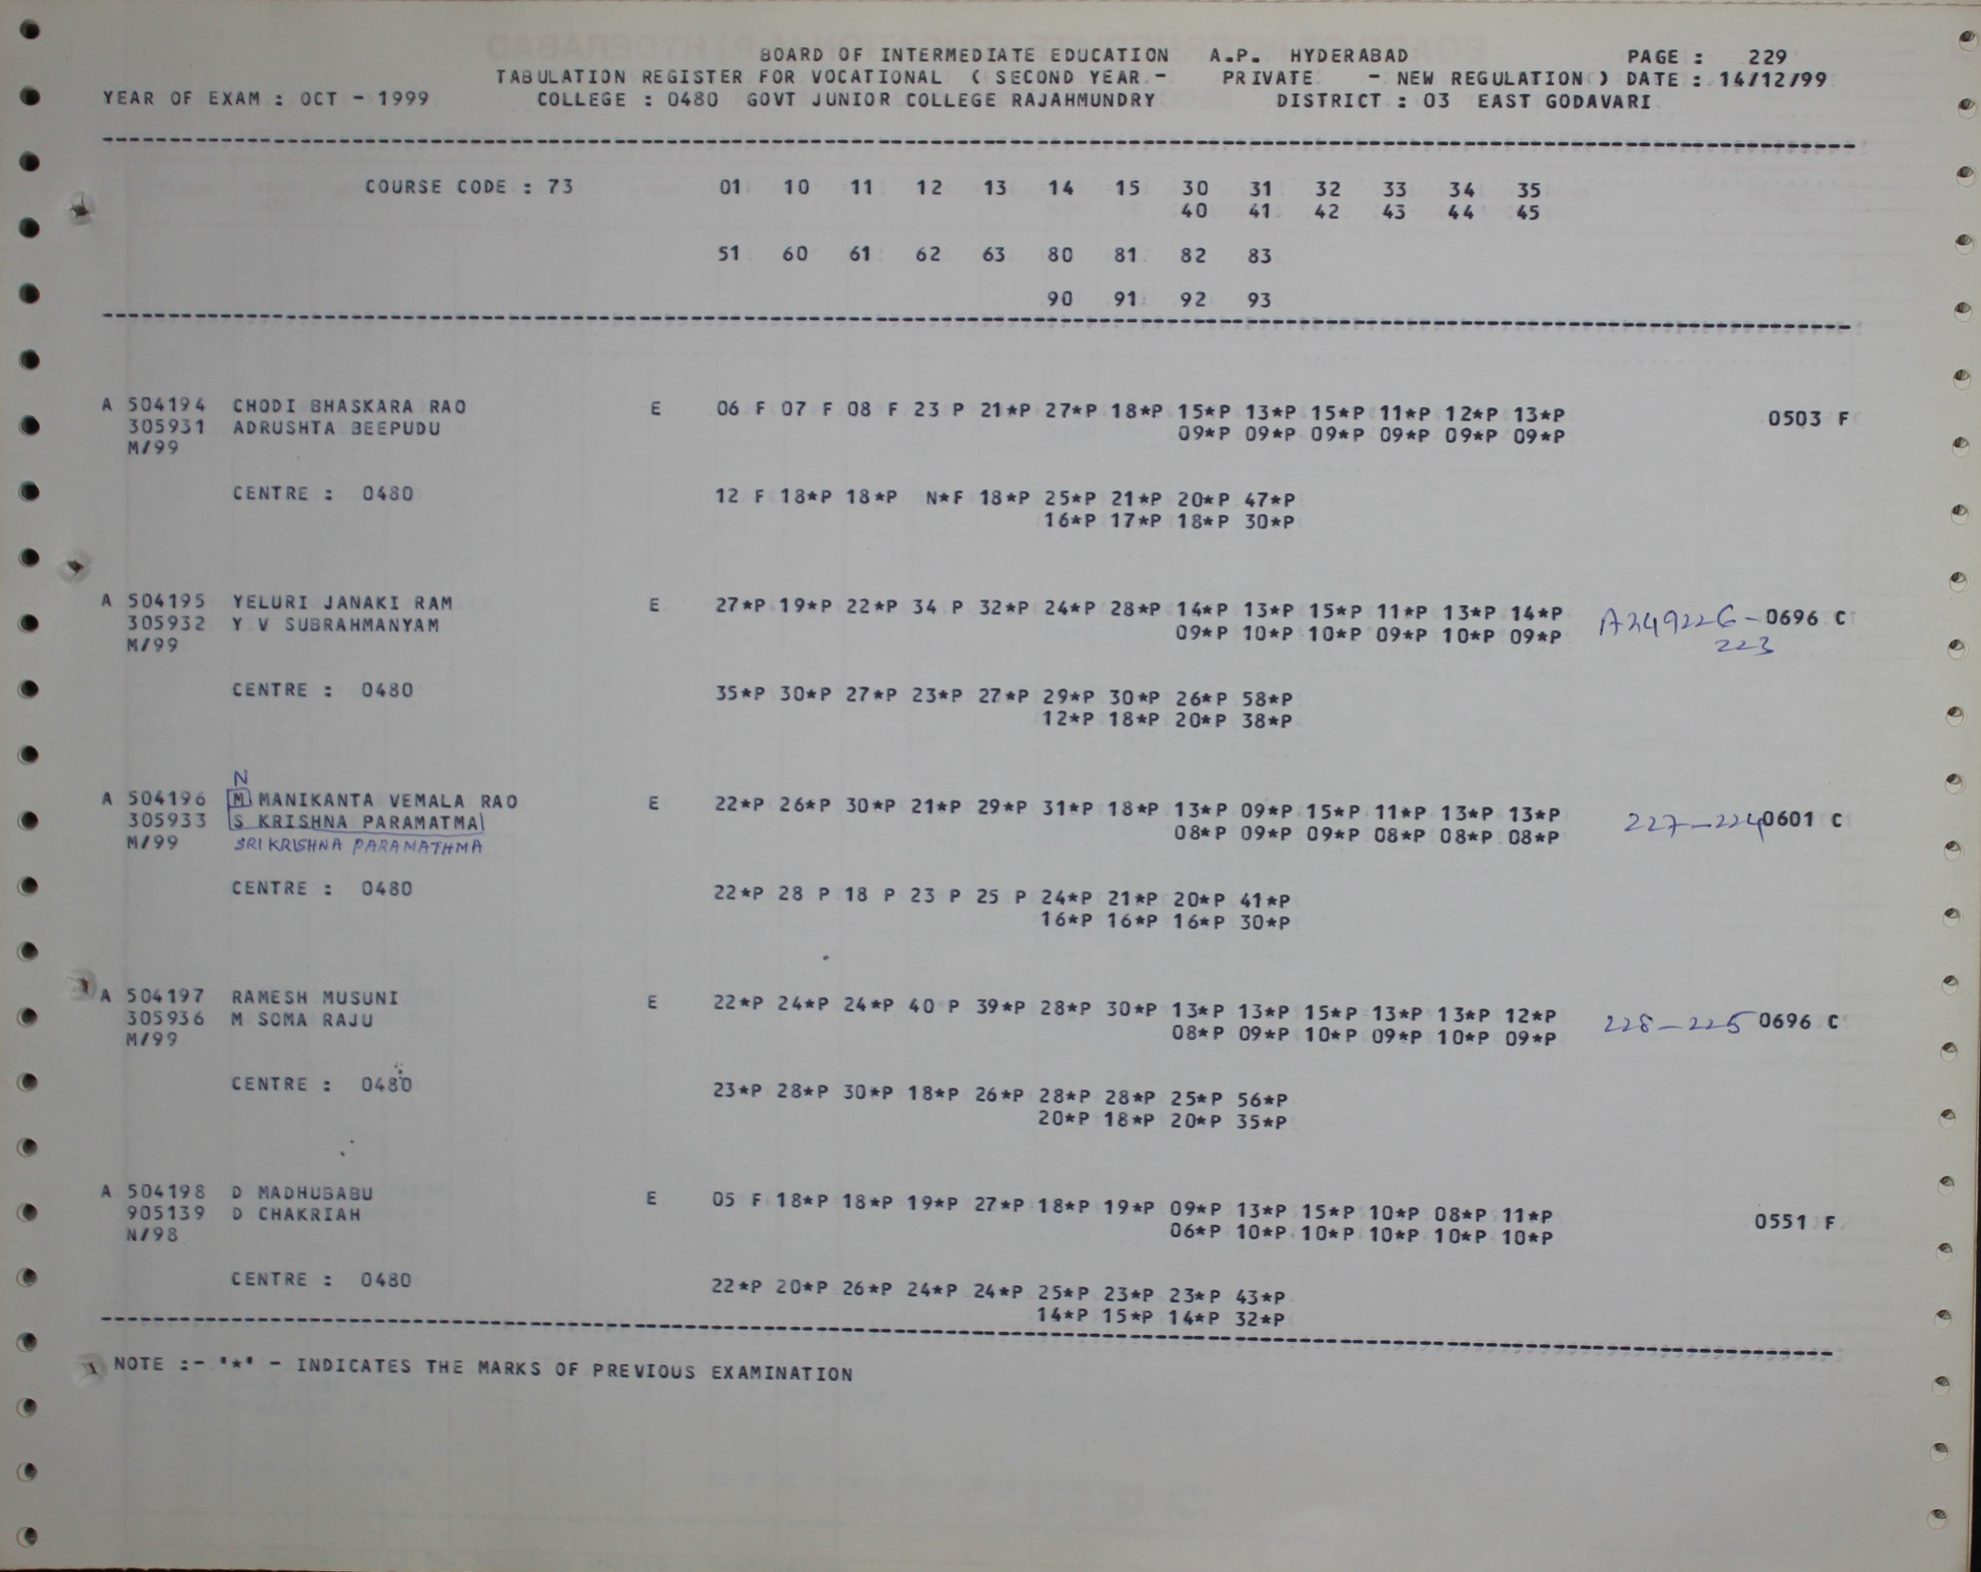 BOARD OF INTERMEDIATE EDUCATION A.P. HYDERABAD PAGE : 229
TABULATION REGISTER FOR VOCATIONAL ( SECOND YEAR - PRIVATE - NEW REGULATION ) DATE : 14/12/99
YEAR OF EXAM : OCT - 1999 COLLEGE : 0480 GOVT JUNIOR COLLEGE RAJAHMUNDRY DISTRICT : 03 EAST GODAVARI
COURSE CODE : 73 01 10 11 12 13 14 15 30 31 32 33 34 35
40 41 42 43 44 45
51 60 61 62 63 80 81 82 83
90 91 92 93
A 504194 CHODI BHASKARA RAO E 06 F 07 F 08 F 23 P 21*P 27*P 18*P 15*P 13*P 15*P 11*P 12*P 13*P 0503 F
305931 ADRUSHTA BEEPUDU 09*P 09*P 09*P 09*P 09*P 09*P
M/99
CENTRE : 0480 12 F 18*P 18*P N*F 18*P 25*P 21*P 20*P 47*P
16*P 17*P 18*P 30*P
A 504195 YELURI JANAKI RAM E 27*P 19*P 22*P 34 P 32*P 24*P 28*P 14*P 13*P 15*P 11*P 13*P 14*P A249226- 0696 C
305932 Y V SUBRAHMANYAM 09*P 10*P 10*P 09*P 10*P 09*P 223
M/99
CENTRE : 0480 35*P 30*P 27*P 23*P 27*P 29*P 30*P 26*P 58*P
12*P 18*P 20*P 38*P
N
A 504196 M MANIKANTA VEMALA RAO E 22*P 26*P 30*P 21*P 29*P 31*P 18*P 13*P 09*P 15*P 11*P 13*P 13*P 227-224 0601 C
305933 S KRISHNA PARAMATMA 08*P 09*P 09*P 08*P 08*P 08*P
M/99 SRI KRISHNA PARAMATHMA
CENTRE : 0480 22*P 28 P 18 P 23 P 25 P 24*P 21*P 20*P 41*P
16*P 16*P 16*P 30*P
A 504197 RAMESH MUSUNI E 22*P 24*P 24*P 40 P 39*P 28*P 30*P 13*P 13*P 15*P 13*P 13*P 12*P 228-225 0696 C
305936 M SOMA RAJU 08*P 09*P 10*P 09*P 10*P 09*P
M/99
CENTRE : 0480 23*P 28*P 30*P 18*P 26*P 28*P 28*P 25*P 56*P
20*P 18*P 20*P 35*P
A 504198 D MADHUBABU E 05 F 18*P 18*P 19*P 27*P 18*P 19*P 09*P 13*P 15*P 10*P 08*P 11*P 0551 F
905139 D CHAKRIAH 06*P 10*P 10*P 10*P 10*P 10*P
N/98
CENTRE : 0480 22*P 20*P 26*P 24*P 24*P 25*P 23*P 23*P 43*P
14*P 15*P 14*P 32*P
NOTE :- '*' - INDICATES THE MARKS OF PREVIOUS EXAMINATION